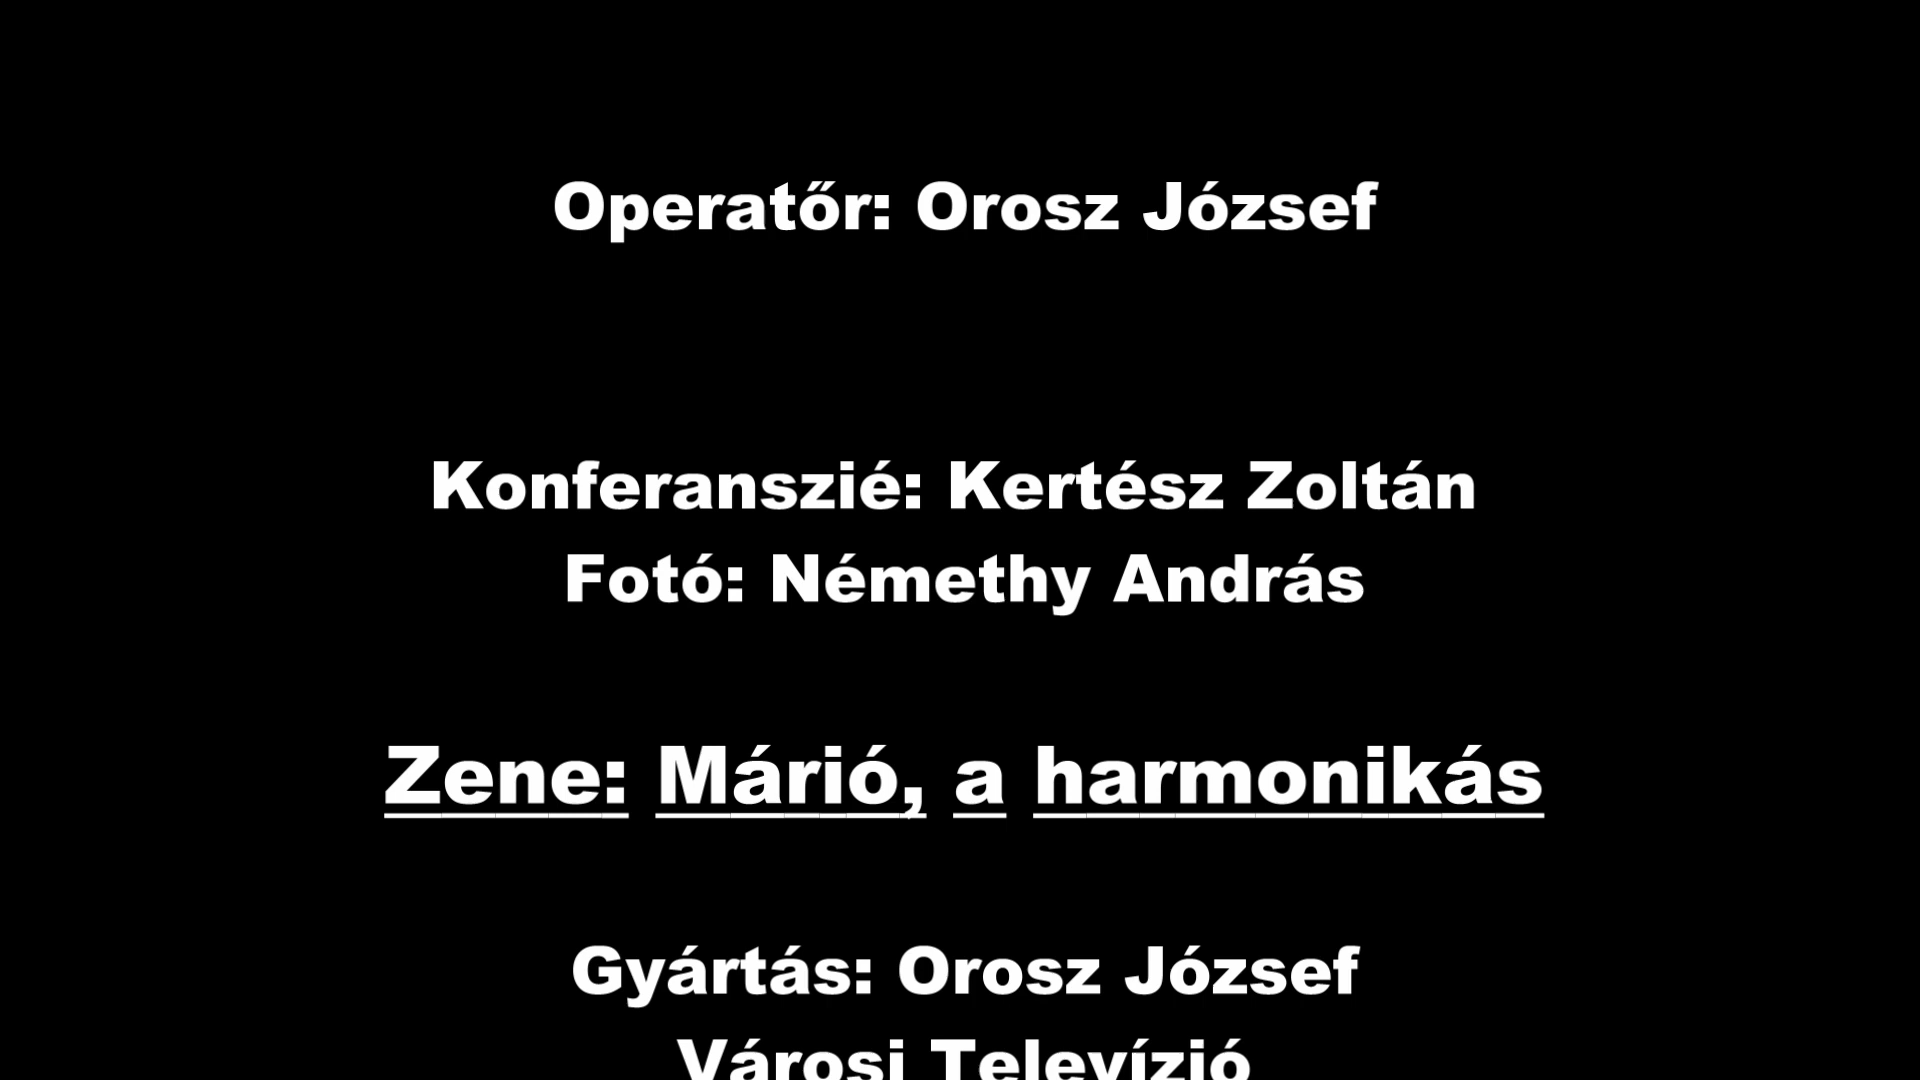 Operatőr: Orosz József
Konferanszié: Kertész Zoltán
Fotó: Némethy András
Zene: Márió, a harmonikás
Gyártás: Orosz József
Városi Televízió